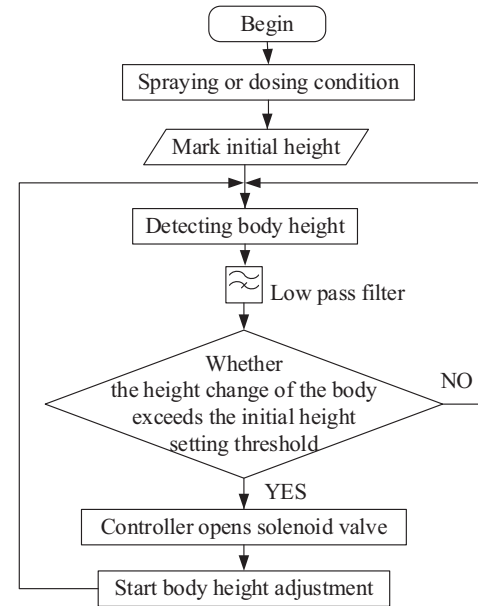 Begin
Spraying or dosing condition
Mark initial height
Detecting body height
Low pass filter
Whether
the height change of the body
exceeds the initial height
setting threshold
NO
YES
Controller opens solenoid valve
Start body height adjustment